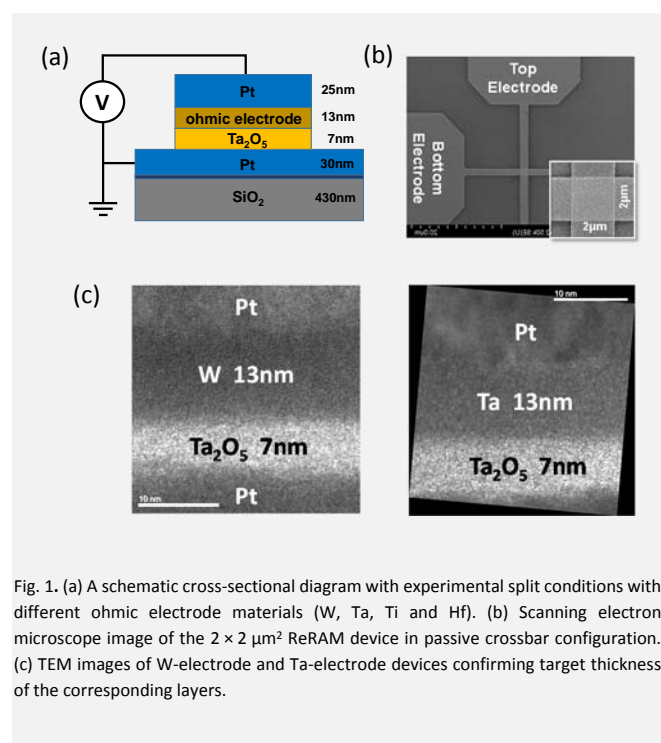 (a)
V
Pt 25nm
ohmic electrode 13nm
Ta₂O₅ 7nm
Pt 30nm
SiO₂ 430nm
(b)
Top
Electrode
Bottom
Electrode
2µm
2µm
20.0um
(c)
Pt
W 13nm
Ta₂O₅ 7nm
Pt
10 nm
10 nm
Pt
Ta 13nm
Ta₂O₅ 7nm
Fig. 1. (a) A schematic cross-sectional diagram with experimental split conditions with
different ohmic electrode materials (W, Ta, Ti and Hf). (b) Scanning electron
microscope image of the 2 × 2 µm² ReRAM device in passive crossbar configuration.
(c) TEM images of W-electrode and Ta-electrode devices confirming target thickness
of the corresponding layers.